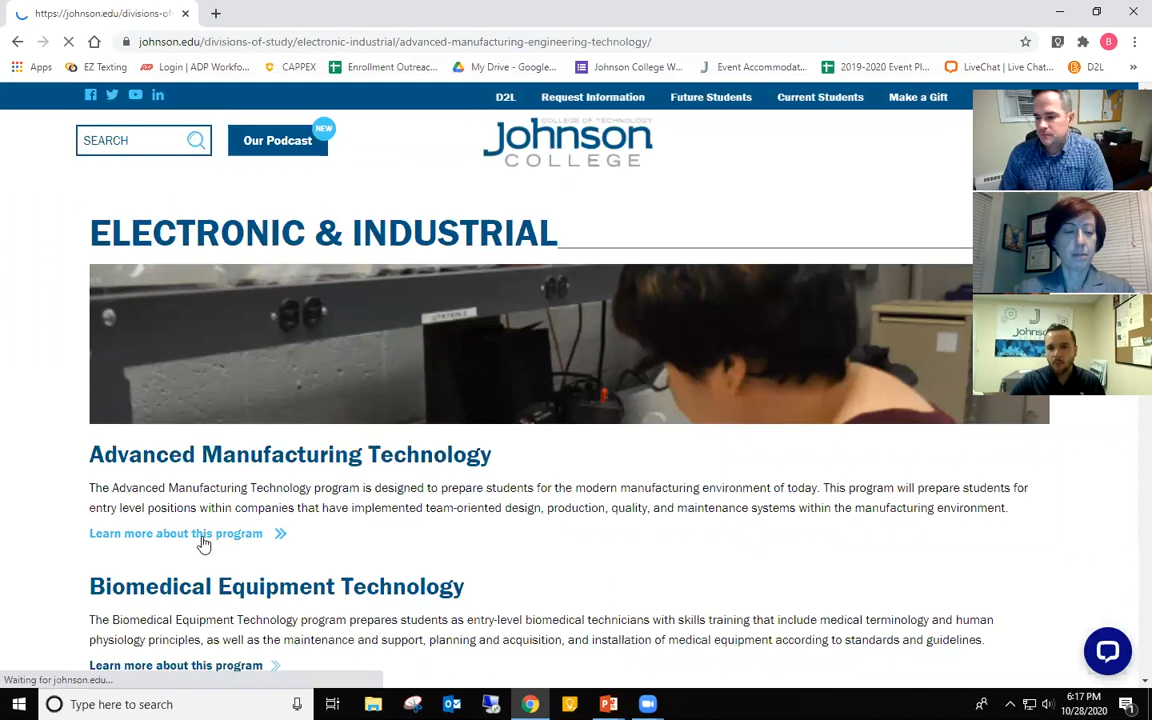 https://johnson.edu/divisions-of-
johnson.edu/divisions-of-study/electronic-industrial/advanced-manufacturing-engineering-technology/
B
Apps
EZ Texting
Login | ADP Workfo...
CAPPEX
Enrollment Outreac...
My Drive - Google...
Johnson College W...
Event Accommodat...
2019-2020 Event Pl...
LiveChat | Live Chat...
D2L
D2L
Request Information
Future Students
Current Students
Make a Gift
SEARCH
Our Podcast
NEW
COLLEGE OF TECHNOLOGY
Johnson
COLLEGE
ELECTRONIC & INDUSTRIAL
J
Johnson
Advanced Manufacturing Technology
The Advanced Manufacturing Technology program is designed to prepare students for the modern manufacturing environment of today. This program will prepare students for
entry level positions within companies that have implemented team-oriented design, production, quality, and maintenance systems within the manufacturing environment.
Learn more about this program
Biomedical Equipment Technology
The Biomedical Equipment Technology program prepares students as entry-level biomedical technicians with skills training that include medical terminology and human
physiology principles, as well as the maintenance and support, planning and acquisition, and installation of medical equipment according to standards and guidelines.
Learn more about this program
Waiting for johnson.edu...
Type here to search
6:17 PM
10/28/2020
1